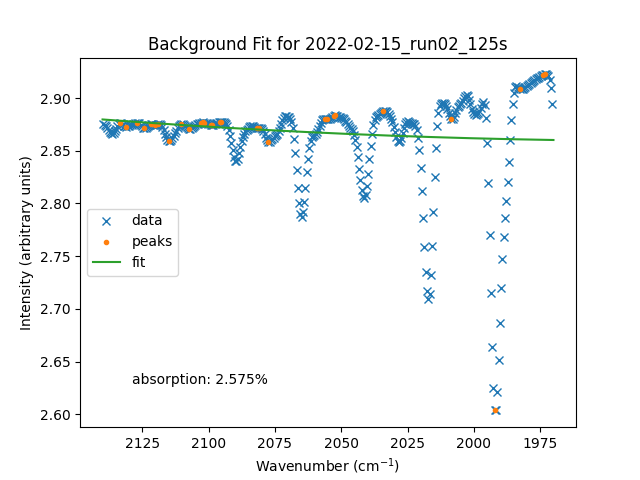 Background Fit for 2022-02-15_run02_125s
Intensity (arbitrary units)
2.90
2.85
2.80
2.75
2.70
2.65
2.60
data
peaks
fit
absorption: 2.575%
2125
2100
2075
2050
2025
2000
1975
Wavenumber (cm⁻¹)